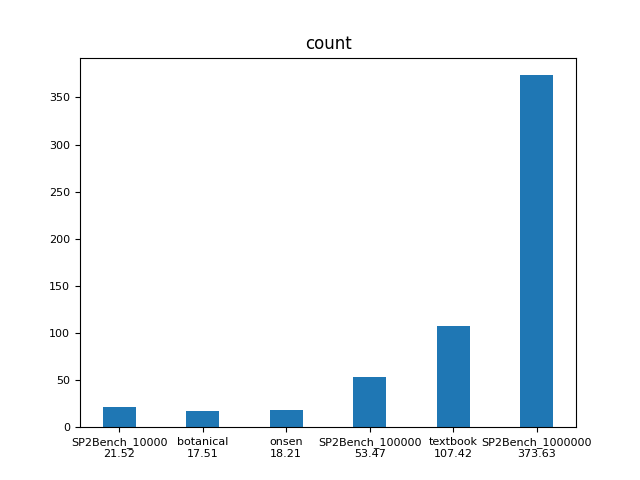 count
350
300
250
200
150
100
50
0
SP2Bench_10000 botanical onsen SP2Bench_100000 textbook SP2Bench_1000000
21.52 17.51 18.21 53.47 107.42 373.63